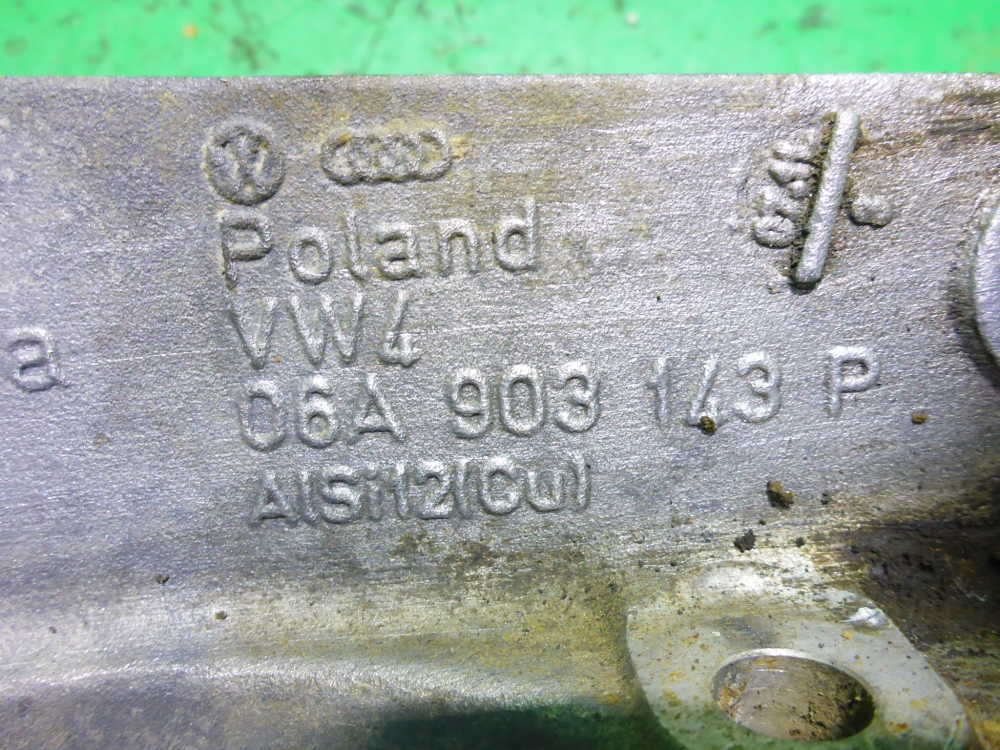 Poland
VW4
a
06A 903 143 P
AlSi12(Cu)